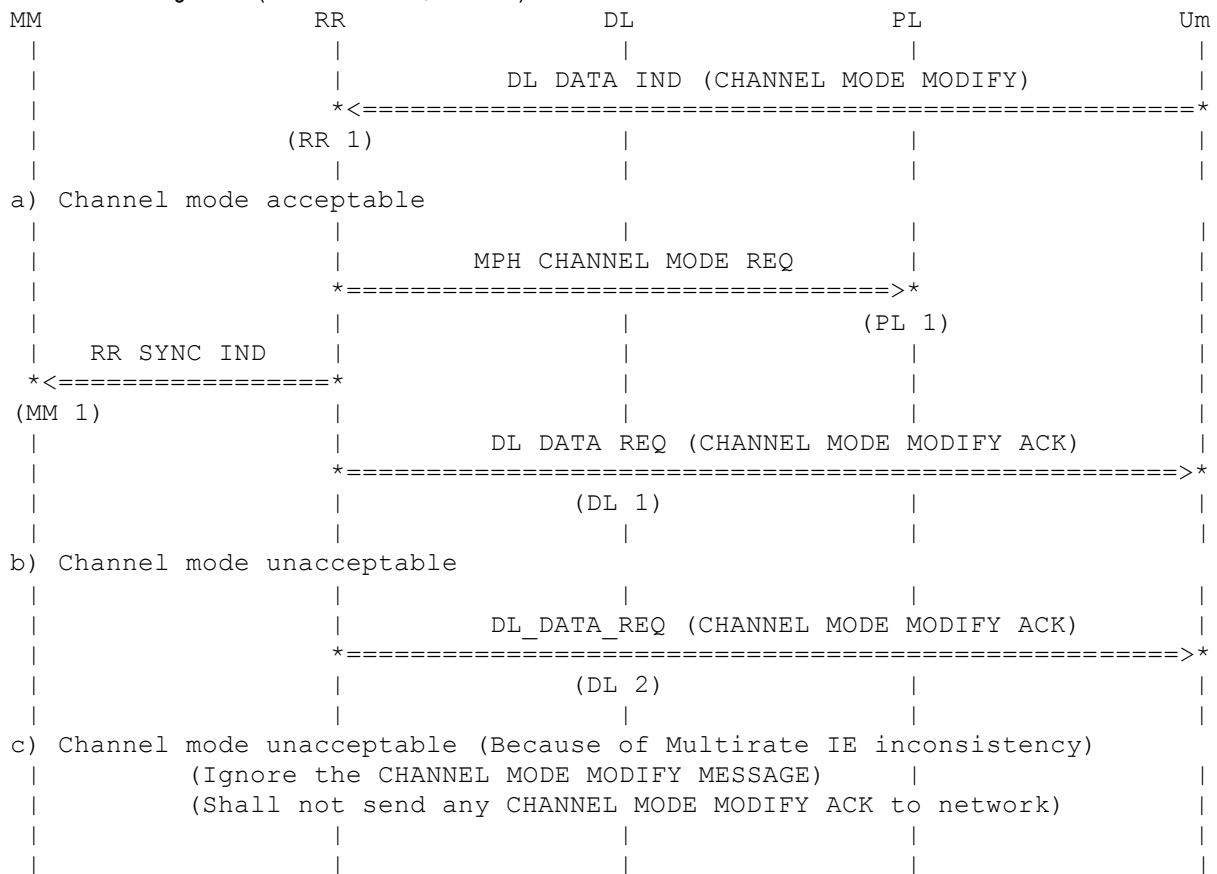 MM RR DL PL Um
| | | | |
| | DL DATA IND (CHANNEL MODE MODIFY) |
| *<====================================================*
| (RR 1) | | |
| | | | |
a) Channel mode acceptable
| | | | |
| | MPH CHANNEL MODE REQ | |
| *==================================>* |
| | | (PL 1) |
| RR SYNC IND | | | |
*<=================* | | |
(MM 1) | | | |
| | DL DATA REQ (CHANNEL MODE MODIFY ACK) |
| *====================================================>*
| | (DL 1) | |
| | | | |
b) Channel mode unacceptable
| | | | |
| | DL_DATA_REQ (CHANNEL MODE MODIFY ACK) |
| *====================================================>*
| | (DL 2) | |
| | | | |
c) Channel mode unacceptable (Because of Multirate IE inconsistency)
| (Ignore the CHANNEL MODE MODIFY MESSAGE) | |
| (Shall not send any CHANNEL MODE MODIFY ACK to network) |
| | | | |
| | | | |